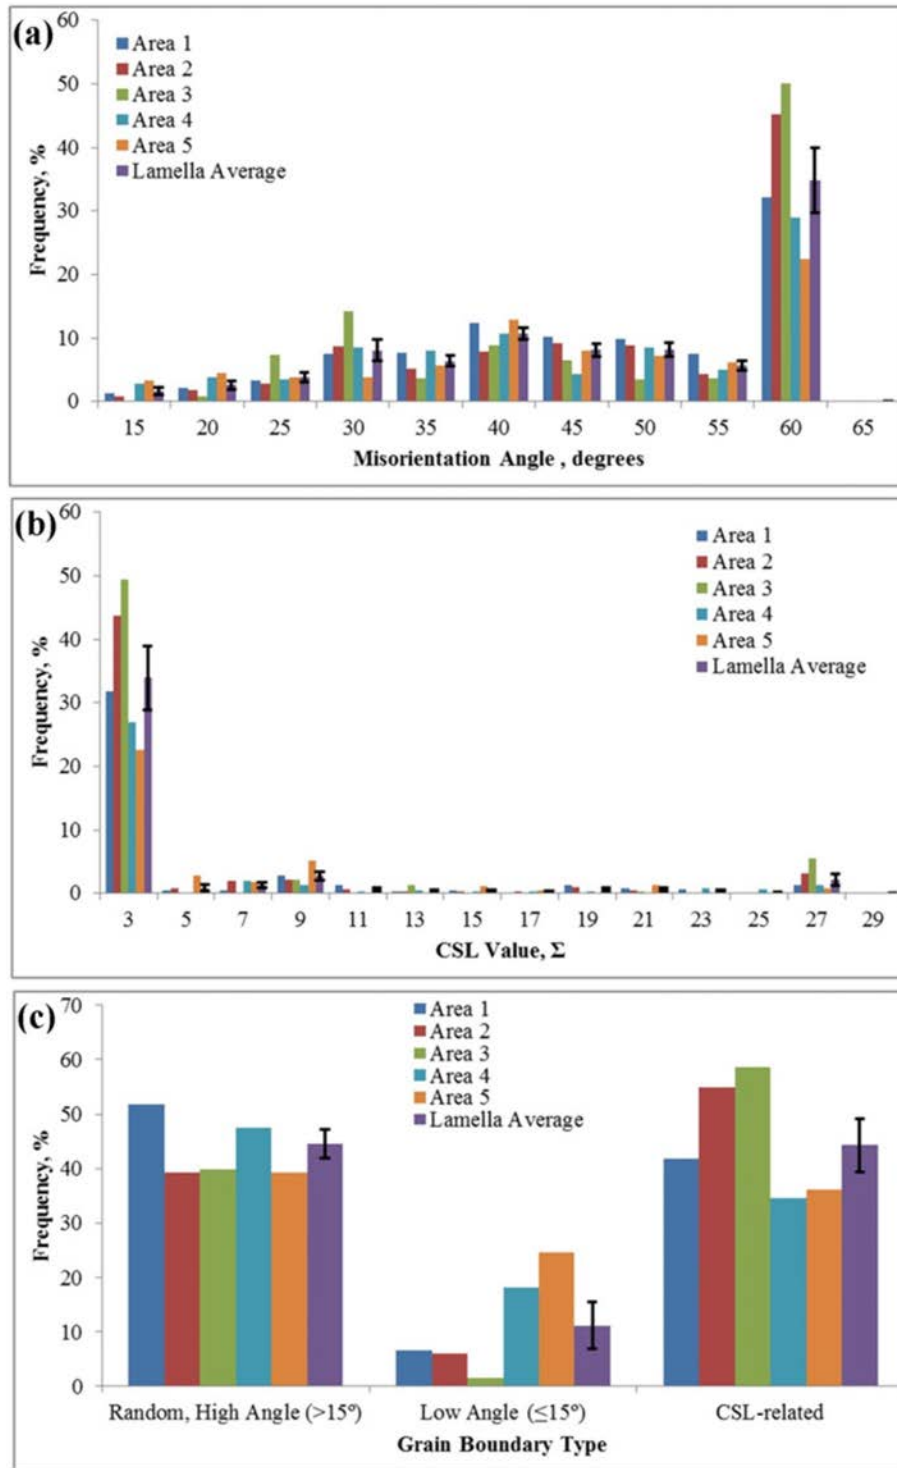 (a)
60
50
40
30
20
10
0
Frequency, %
Area 1
Area 2
Area 3
Area 4
Area 5
Lamella Average
15 20 25 30 35 40 45 50 55 60 65
Misorientation Angle , degrees
(b)
60
50
40
30
20
10
0
Frequency, %
Area 1
Area 2
Area 3
Area 4
Area 5
Lamella Average
3 5 7 9 11 13 15 17 19 21 23 25 27 29
CSL Value, Σ
(c)
70
60
50
40
30
20
10
0
Frequency, %
Area 1
Area 2
Area 3
Area 4
Area 5
Lamella Average
Random, High Angle (>15°) Low Angle (≤15°) CSL-related
Grain Boundary Type